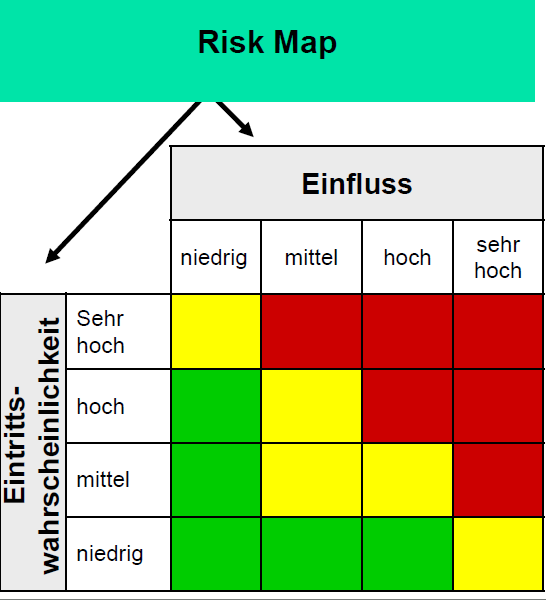 Risk Map
Einfluss
niedrig
mittel
hoch
sehr
hoch
Eintritts-
wahrscheinlichkeit
Sehr
hoch
hoch
mittel
niedrig